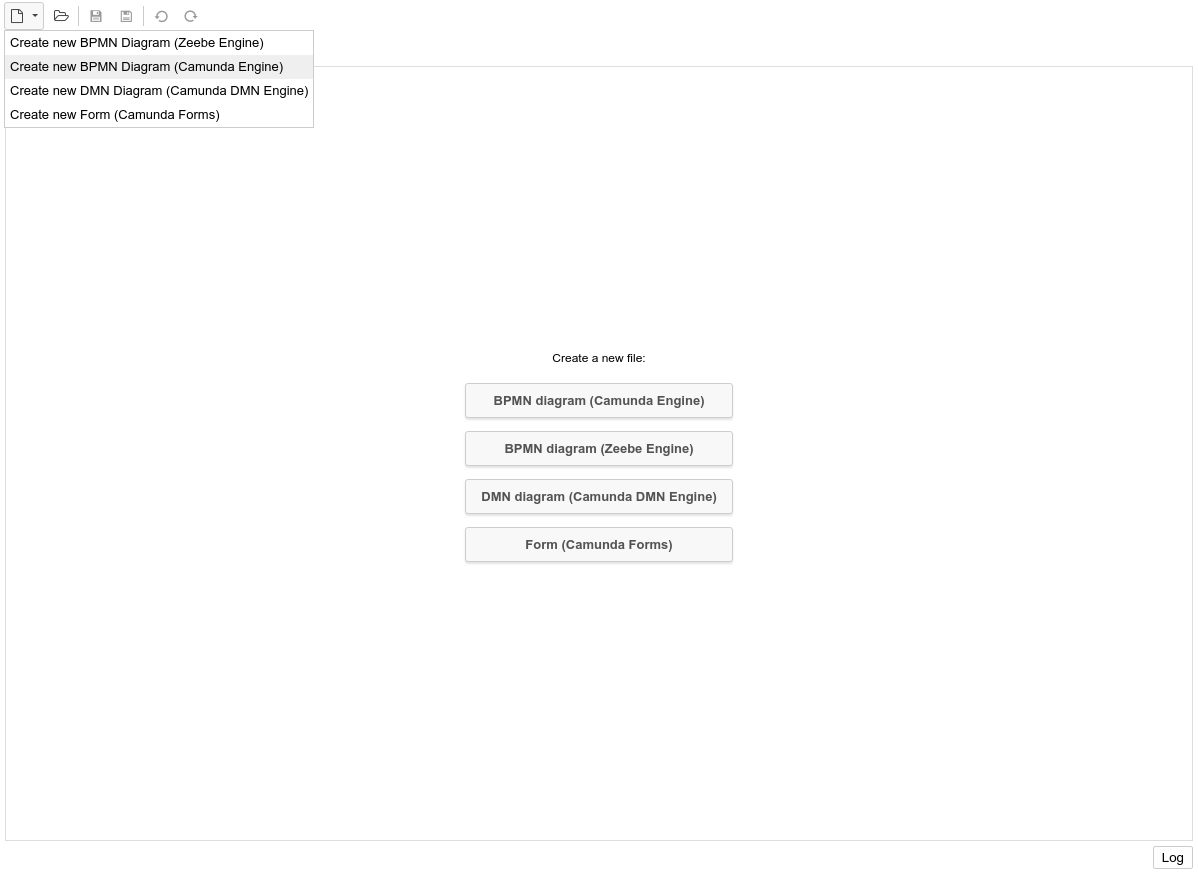 Create new BPMN Diagram (Zeebe Engine)
Create new BPMN Diagram (Camunda Engine)
Create new DMN Diagram (Camunda DMN Engine)
Create new Form (Camunda Forms)
Create a new file:
BPMN diagram (Camunda Engine)
BPMN diagram (Zeebe Engine)
DMN diagram (Camunda DMN Engine)
Form (Camunda Forms)
Log